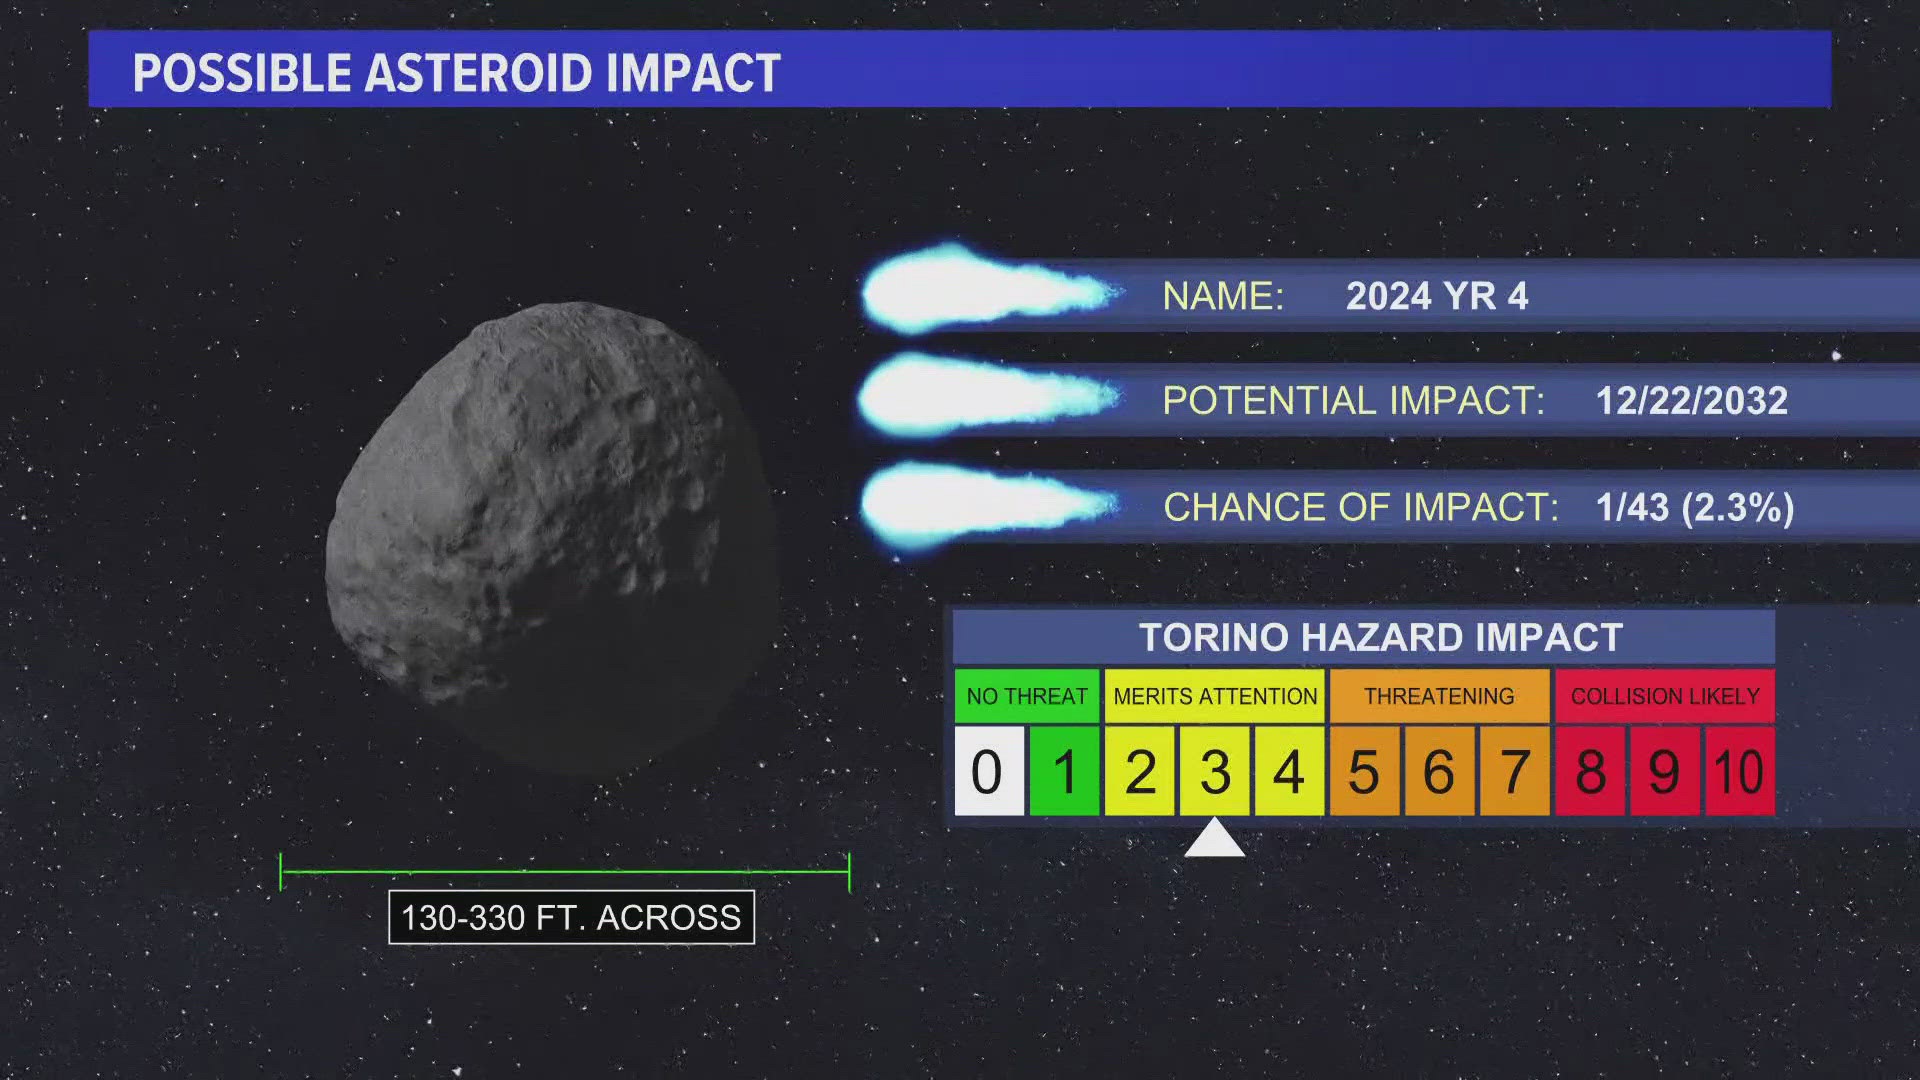 POSSIBLE ASTEROID IMPACT
NAME: 2024 YR 4
POTENTIAL IMPACT: 12/22/2032
CHANCE OF IMPACT: 1/43 (2.3%)
TORINO HAZARD IMPACT
NO THREAT MERITS ATTENTION THREATENING COLLISION LIKELY
0 1 2 3 4 5 6 7 8 9 10
130-330 FT. ACROSS